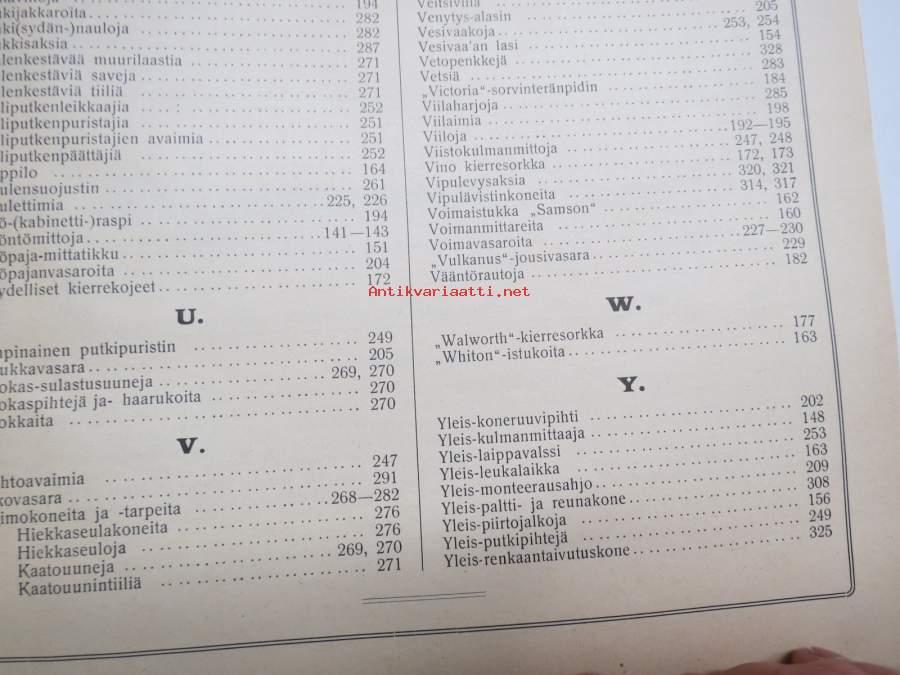 194
kijakkaroita 282
ki(sydän-)nauloja 282
kkisaksia 287
lenkestävää muurilaastia 271
lenkestäviä saveja 271
lenkestäviä tiiliä 271
liputkenleikkaajia 252
liputkenpuristajia 251
liputkenpuristajien avaimia 251
liputkenpäättäjiä 252
ppilo 164
ulensuojustin 261
ulettimia 225, 226
ö-(kabinetti-)raspi 194
öntömittoja 141—143
öpaja-mittatikku 151
öpajanvasaroita 204
ydelliset kierrekojeet 172
U.
pinainen putkipuristin 249
ukkavasara 205
okas-sulastusuuneja 269, 270
okaspihtejä ja- haarukoita 270
okkaita 270
V.
htoavaimia 247
kovasara 291
imokoneita ja -tarpeita 268—282
Hiekkaseulakoneita 276
Hiekkaseuloja 276
Kaatouuneja 269, 270
Kaatouunintiiliä 271
Venytys-alasin 205
Vesivaakoja 253, 254
Vesivaa'an lasi 154
Vetopenkkejä 328
Vetsiä 283
„Victoria“-sorvinteränpidin 184
Viilaharjoja 285
Viilaimia 198
Viiloja 192—195
Viistokulmanmittoja 247, 248
Vino kierresorkka 172, 173
Vipulevysaksia 320, 321
Vipulävistinkoneita 314, 317
Voimaistukka „Samson“ 162
Voimanmittareita 160
Voimavasaroita 227—230
„Vulkanus“-jousivasara 229
Vääntörautoja 182
W.
„Walworth“-kierresorkka 177
„Whiton“-istukoita 163
Y.
Yleis-koneruuvipihti 202
Yleis-kulmanmittaaja 148
Yleis-laippavalssi 253
Yleis-leukalaikka 163
Yleis-monteerausahjo 209
Yleis-paltti- ja reunakone 308
Yleis-piirtojalkoja 156
Yleis-putkipihtejä 249
Yleis-renkaantaivutuskone 325
Antikvariaatti.net